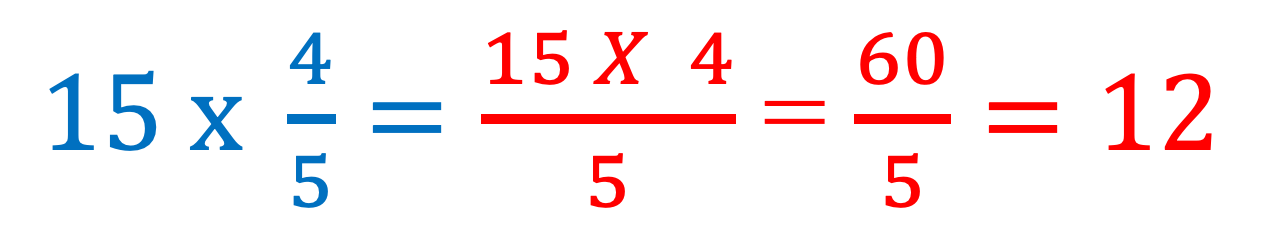 15 x 4/5 = 15 X 4/5 = 60/5 = 12